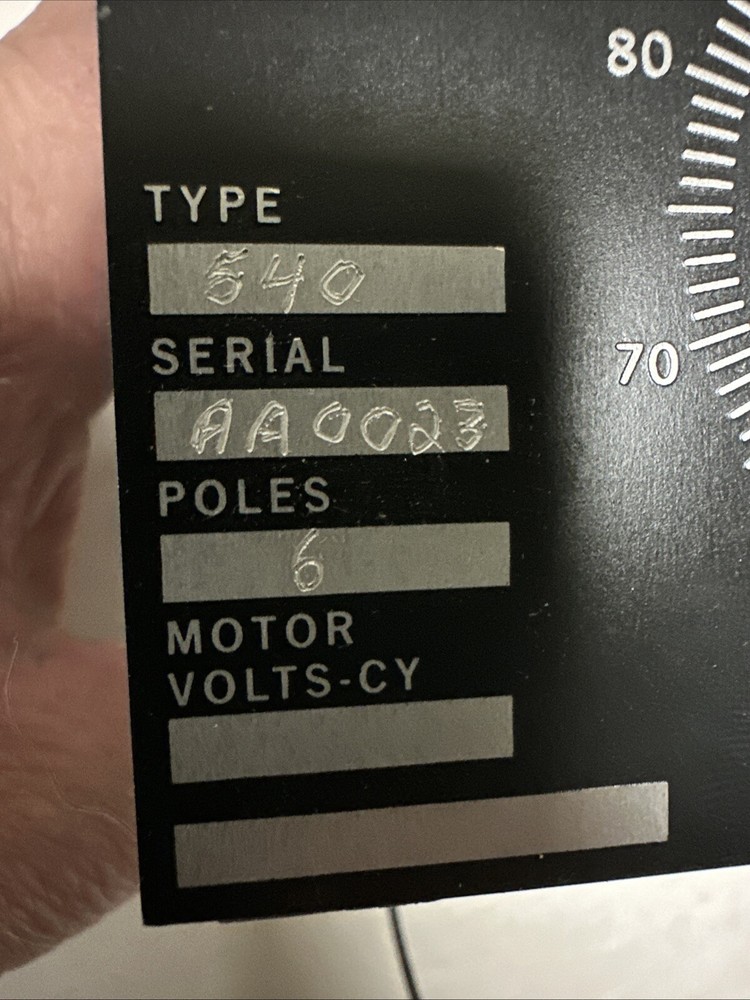 80
TYPE
540
SERIAL
70
AA0023
POLES
6
MOTOR
VOLTS-CY